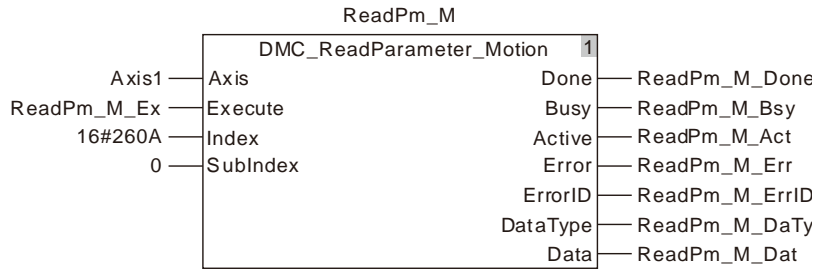 ReadPm_M
DMC_ReadParameter_Motion 1
Axis1 Axis Done ReadPm_M_Done
ReadPm_M_Ex Execute Busy ReadPm_M_Bsy
16#260A Index Active ReadPm_M_Act
0 SubIndex Error ReadPm_M_Err
ErrorID ReadPm_M_ErrID
DataType ReadPm_M_DaTy
Data ReadPm_M_Dat